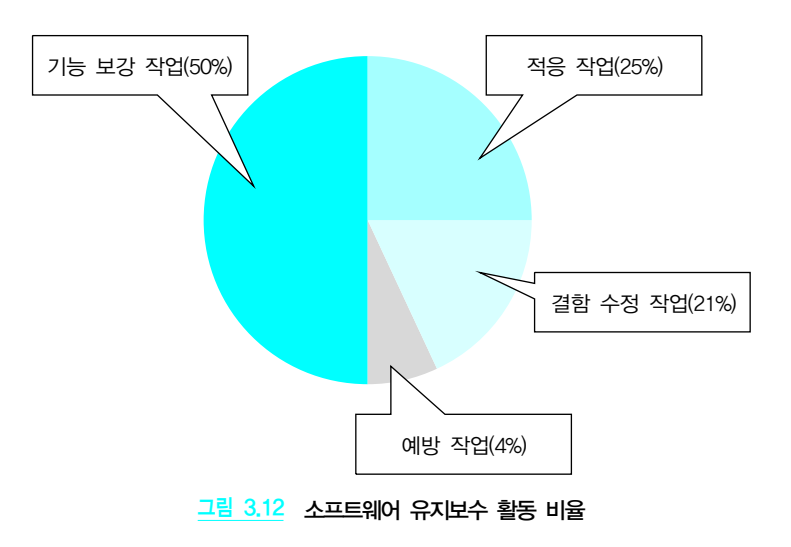 기능 보강 작업(50%)
적응 작업(25%)
결함 수정 작업(21%)
예방 작업(4%)
그림 3.12 소프트웨어 유지보수 활동 비율